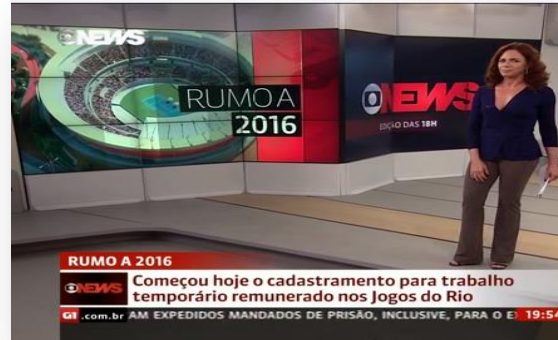 NEWS
RUMO A
2016
NEWS
EDIÇÃO DAS 18H
RUMO A 2016
NEWS
Começou hoje o cadastramento para trabalho
temporário remunerado nos Jogos do Rio
G1 .com.br AM EXPEDIDOS MANDADOS DE PRISÃO, INCLUSIVE, PARA O E 19:54